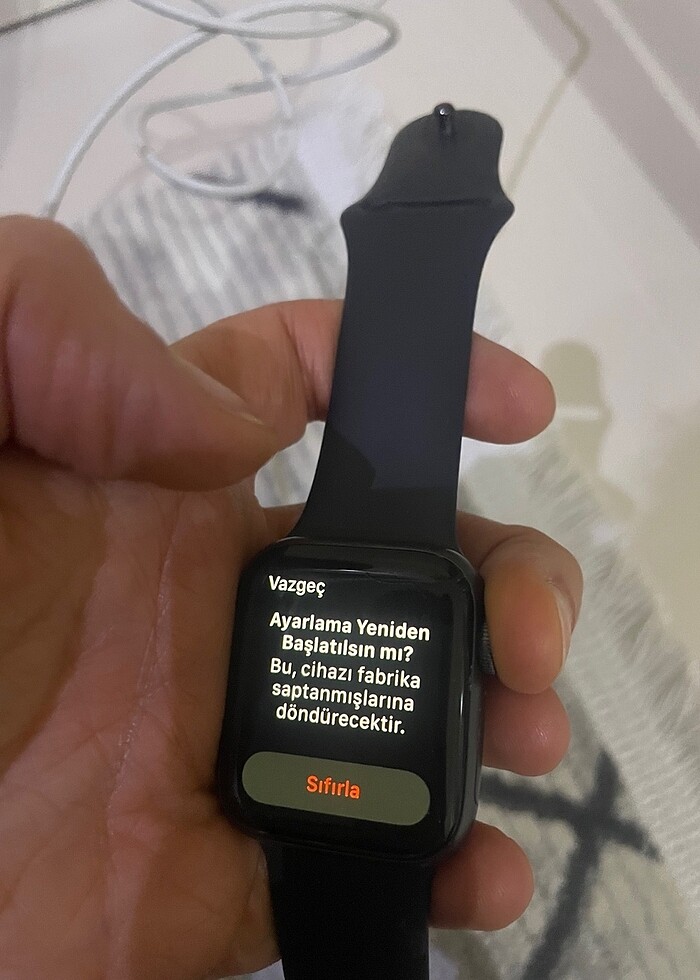 Vazgeç
Ayarlama Yeniden
Başlatılsın mı?
Bu, cihazı fabrika
saptanmışlarına
döndürecektir.
Sıfırla